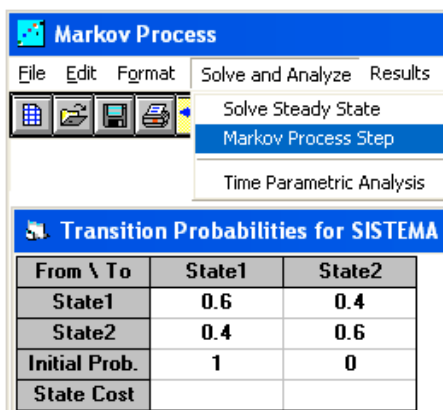 Markov Process
File Edit Format Solve and Analyze Results
Solve Steady State
Markov Process Step
Time Parametric Analysis
Transition Probabilities for SISTEMA
From \ To State1 State2
State1 0.6 0.4
State2 0.4 0.6
Initial Prob. 1 0
State Cost